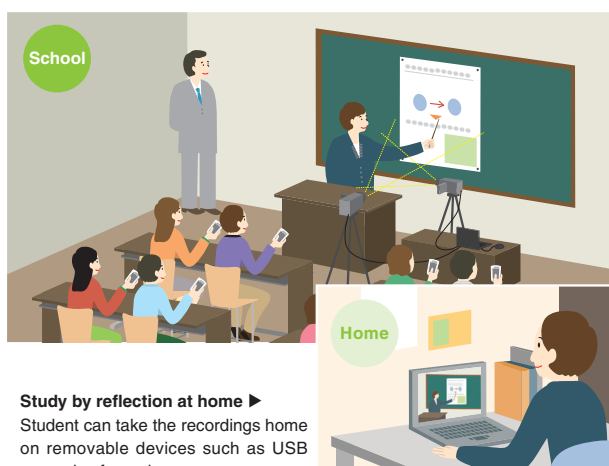 School
Home
Study by reflection at home ▶
Student can take the recordings home
on removable devices such as USB